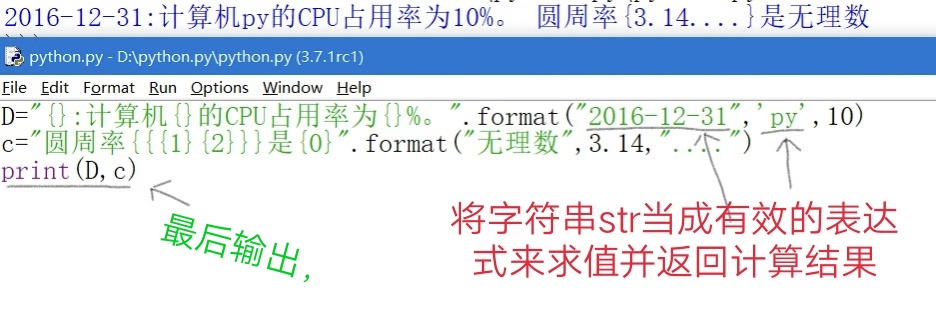 2016-12-31:计算机py的CPU占用率为10%。 圆周率{3.14....}是无理数
python.py - D:\python.py\python.py (3.7.1rc1)
File Edit Format Run Options Window Help
D="{}:计算机{}的CPU占用率为{}%。".format("2016-12-31",'py',10)
c="圆周率{{{1}{2}}}是{0}".format("无理数",3.14,"....")
print(D,c)
最后输出,
将字符串str当成有效的表达
式来求值并返回计算结果